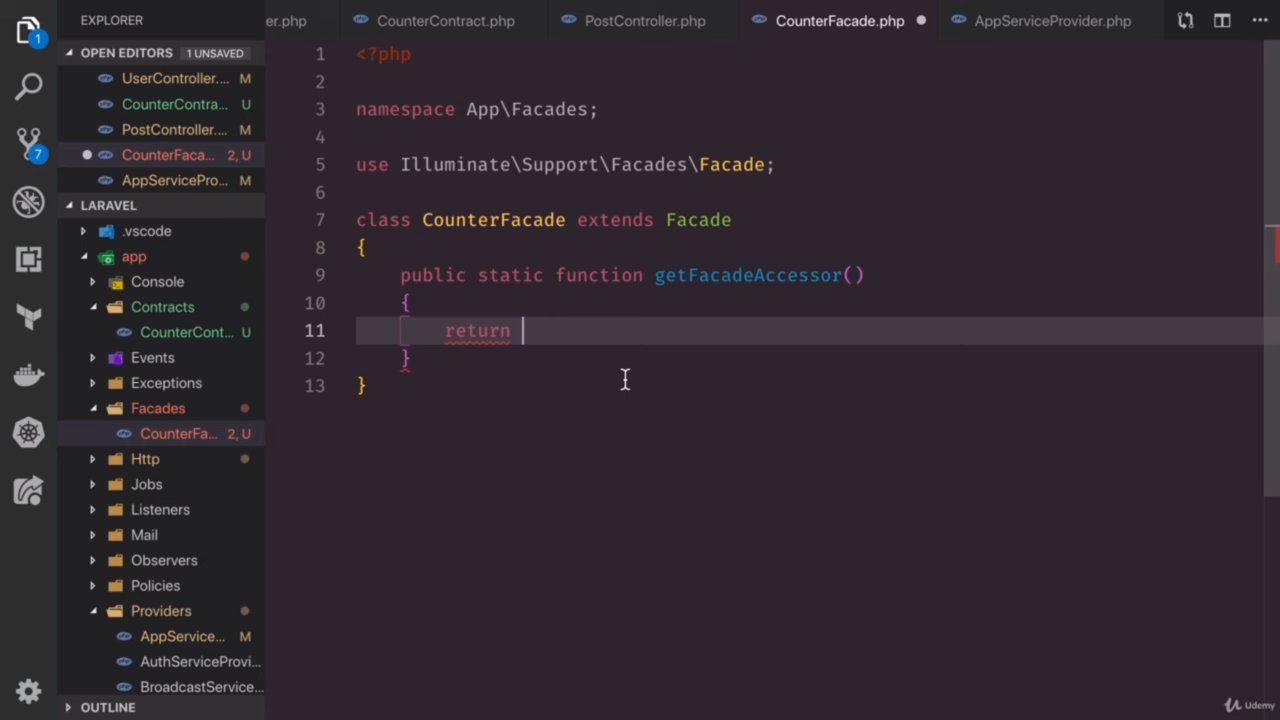 EXPLORER
er.php
CounterContract.php
PostController.php
CounterFacade.php
AppServiceProvider.php
1
OPEN EDITORS 1 UNSAVED
UserController.... M
CounterContra... U
PostController.... M
CounterFaca... 2, U
AppServicePro... M
7
LARAVEL
.vscode
app
Console
Contracts
CounterCont... U
Events
Exceptions
Facades
CounterFa... 2, U
Http
Jobs
Listeners
Mail
Observers
Policies
Providers
AppService... M
AuthServiceProvi...
BroadcastService...
OUTLINE
1 <?php
2
3 namespace App\Facades;
4
5 use Illuminate\Support\Facades\Facade;
6
7 class CounterFacade extends Facade
8 {
9 public static function getFacadeAccessor()
10 {
11 return
12 }
13 }
Udemy